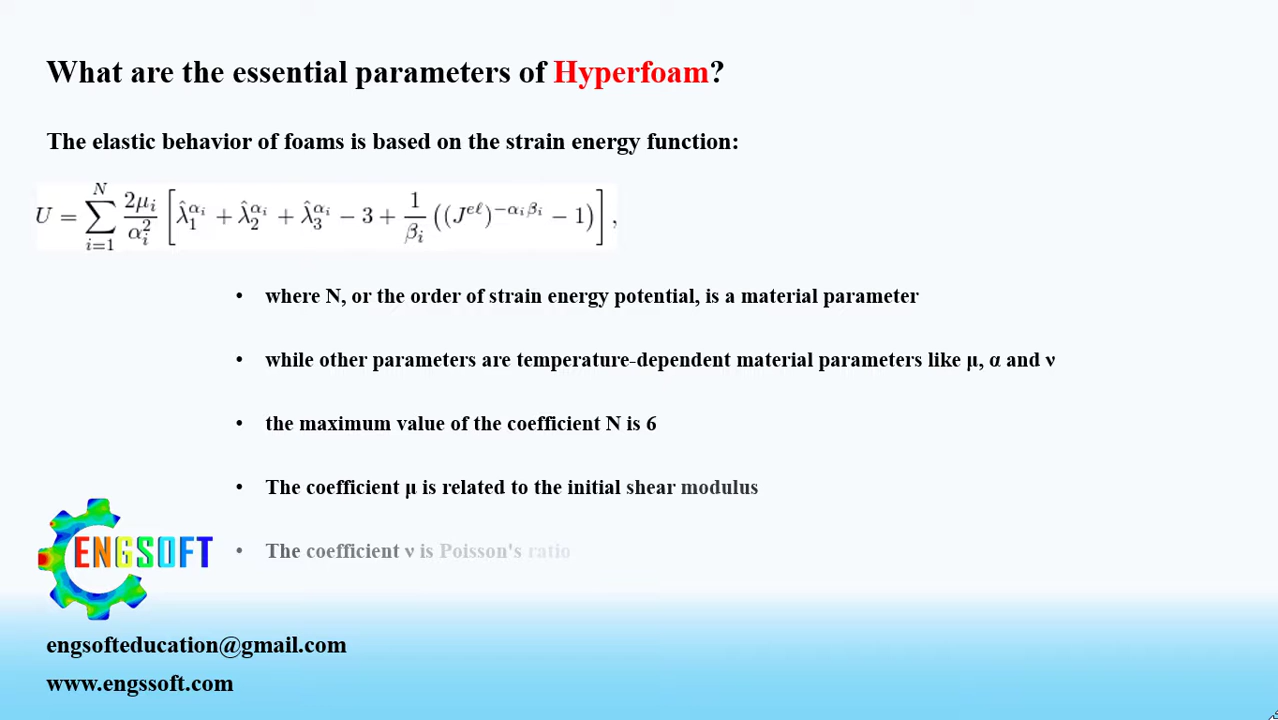 What are the essential parameters of Hyperfoam?
The elastic behavior of foams is based on the strain energy function:
U = \sum_{i=1}^{N} \frac{2\mu_i}{\alpha_i^2} \left[ \hat{\lambda}_1^{\alpha_i} + \hat{\lambda}_2^{\alpha_i} + \hat{\lambda}_3^{\alpha_i} - 3 + \frac{1}{\beta_i} \left( (J^{e\ell})^{-\alpha_i\beta_i} - 1 \right) \right],
• where N, or the order of strain energy potential, is a material parameter
• while other parameters are temperature-dependent material parameters like μ, α and ν
• the maximum value of the coefficient N is 6
• The coefficient μ is related to the initial shear modulus
• The coefficient ν is Poisson's ratio
ENGSOFT
engsofteducation@gmail.com
www.engssoft.com